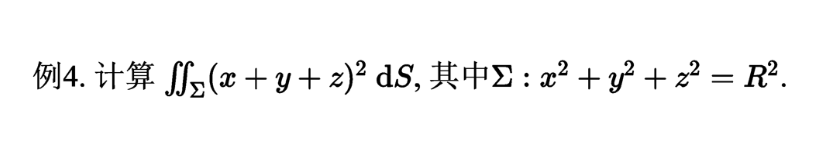 例4. 计算 ∬_Σ(x + y + z)² dS, 其中Σ : x² + y² + z² = R².